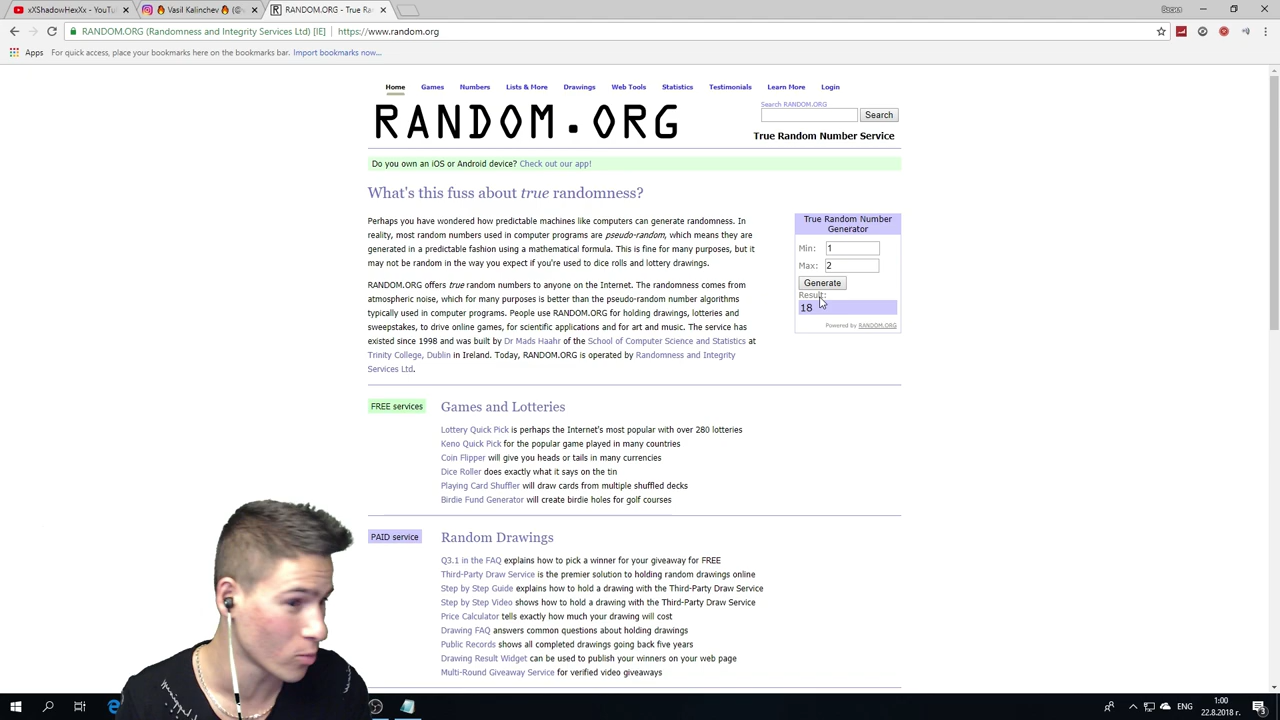 xXShadowHexXx - YouTu
Vasil Kalinchev
RANDOM.ORG - True Ra
RANDOM.ORG (Randomness and Integrity Services Ltd) [IE]
https://www.random.org
Apps
For quick access, place your bookmarks here on the bookmarks bar. Import bookmarks now...
Home Games Numbers Lists & More Drawings Web Tools Statistics Testimonials Learn More Login
RANDOM.ORG
Search RANDOM.ORG
Search
True Random Number Service
Do you own an iOS or Android device? Check out our app!
What's this fuss about true randomness?
Perhaps you have wondered how predictable machines like computers can generate randomness. In
reality, most random numbers used in computer programs are pseudo-random, which means they are
generated in a predictable fashion using a mathematical formula. This is fine for many purposes, but it
may not be random in the way you expect if you're used to dice rolls and lottery drawings.
RANDOM.ORG offers true random numbers to anyone on the Internet. The randomness comes from
atmospheric noise, which for many purposes is better than the pseudo-random number algorithms
typically used in computer programs. People use RANDOM.ORG for holding drawings, lotteries and
sweepstakes, to drive online games, for scientific applications and for art and music. The service has
existed since 1998 and was built by Dr Mads Haahr of the School of Computer Science and Statistics at
Trinity College, Dublin in Ireland. Today, RANDOM.ORG is operated by Randomness and Integrity
Services Ltd.
True Random Number
Generator
Min: 1
Max: 2
Generate
Result:
18
Powered by RANDOM.ORG
FREE services
Games and Lotteries
Lottery Quick Pick is perhaps the Internet's most popular with over 280 lotteries
Keno Quick Pick for the popular game played in many countries
Coin Flipper will give you heads or tails in many currencies
Dice Roller does exactly what it says on the tin
Playing Card Shuffler will draw cards from multiple shuffled decks
Birdie Fund Generator will create birdie holes for golf courses
PAID service
Random Drawings
Q3.1 in the FAQ explains how to pick a winner for your giveaway for FREE
Third-Party Draw Service is the premier solution to holding random drawings online
Step by Step Guide explains how to hold a drawing with the Third-Party Draw Service
Step by Step Video shows how to hold a drawing with the Third-Party Draw Service
Price Calculator tells exactly how much your drawing will cost
Drawing FAQ answers common questions about holding drawings
Public Records shows all completed drawings going back five years
Drawing Result Widget can be used to publish your winners on your web page
Multi-Round Giveaway Service for verified video giveaways
ENG
1:00
22.8.2018 г.